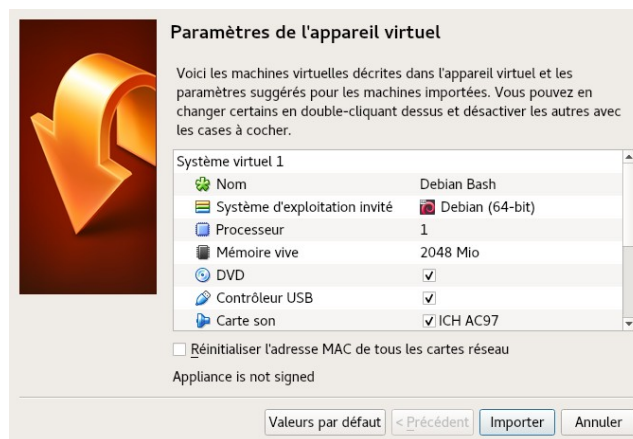 Paramètres de l'appareil virtuel
Voici les machines virtuelles décrites dans l'appareil virtuel et les
paramètres suggérés pour les machines importées. Vous pouvez en
changer certains en double-cliquant dessus et désactiver les autres avec
les cases à cocher.
Système virtuel 1
Nom Debian Bash
Système d'exploitation invité Debian (64-bit)
Processeur 1
Mémoire vive 2048 Mio
DVD
Contrôleur USB
Carte son ICH AC97
Réinitialiser l'adresse MAC de tous les cartes réseau
Appliance is not signed
Valeurs par défaut < Précédent Importer Annuler